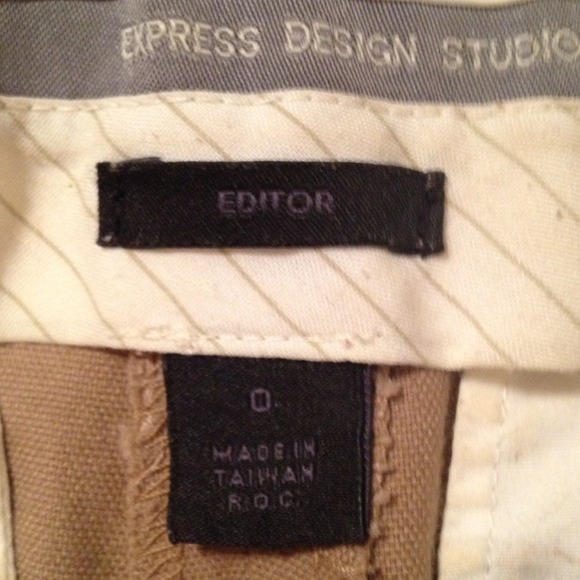 EXPRESS DESIGN STUDIO
EDITOR
0
MADE IN
TAIWAN
R.O.C.